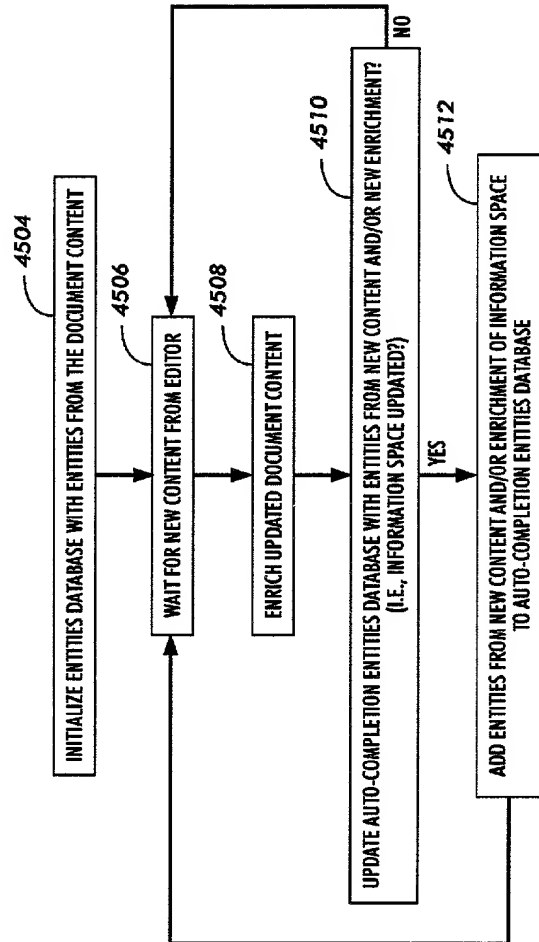 4504
INITIALIZE ENTITIES DATABASE WITH ENTITIES FROM THE DOCUMENT CONTENT
4506
WAIT FOR NEW CONTENT FROM EDITOR
4508
ENRICH UPDATED DOCUMENT CONTENT
4510
UPDATE AUTO-COMPLETION ENTITIES DATABASE WITH ENTITIES FROM NEW CONTENT AND/OR NEW ENRICHMENT?
(I.E., INFORMATION SPACE UPDATED?)
NO
YES
4512
ADD ENTITIES FROM NEW CONTENT AND/OR ENRICHMENT OF INFORMATION SPACE
TO AUTO-COMPLETION ENTITIES DATABASE